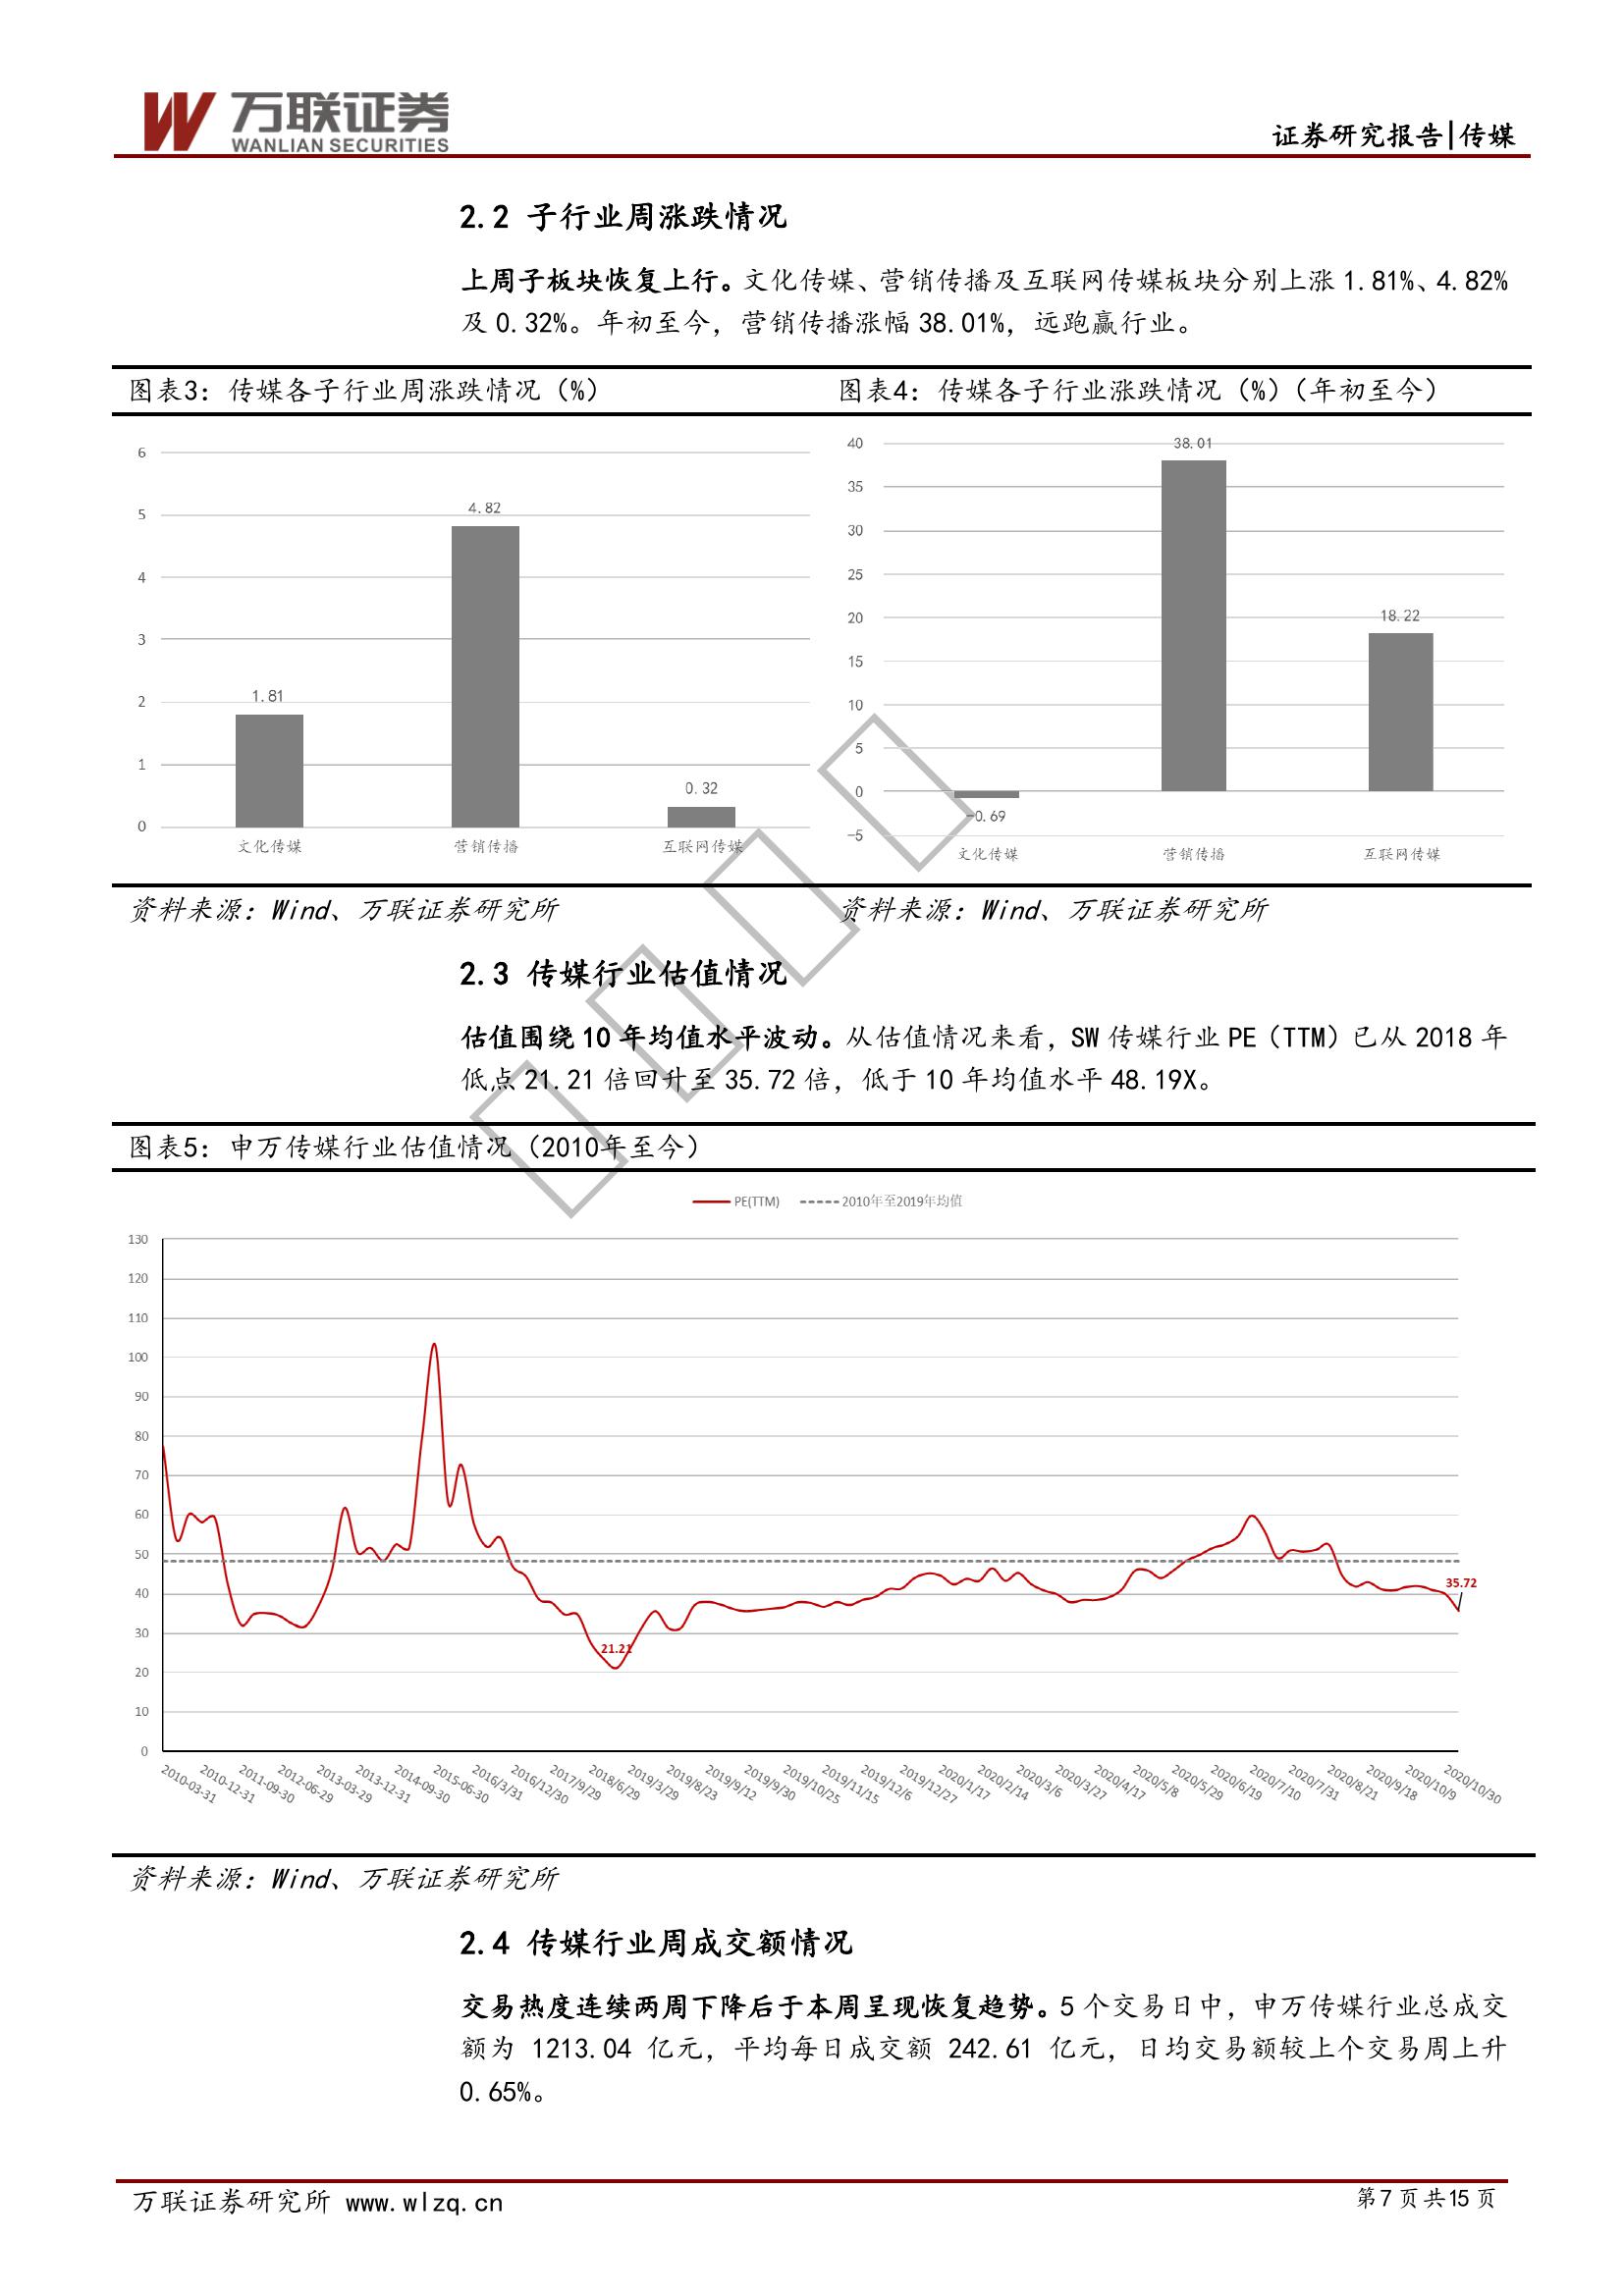 万联证券
WANLIAN SECURITIES
证券研究报告|传媒
2.2 子行业周涨跌情况
上周子板块恢复上行。文化传媒、营销传播及互联网传媒板块分别上涨 1.81%、4.82%
及 0.32%。年初至今，营销传播涨幅 38.01%，远跑赢行业。
图表3：传媒各子行业周涨跌情况（%）
6
5
4
3
2
1
0
1.81
4.82
0.32
文化传媒 营销传播 互联网传媒
资料来源：Wind、万联证券研究所
图表4：传媒各子行业涨跌情况（%）（年初至今）
40
35
30
25
20
15
10
5
0
-5
-0.69
38.01
18.22
文化传媒 营销传播 互联网传媒
资料来源：Wind、万联证券研究所
2.3 传媒行业估值情况
估值围绕 10 年均值水平波动。从估值情况来看，SW 传媒行业 PE（TTM）已从 2018 年
低点 21.21 倍回升至 35.72 倍，低于 10 年均值水平 48.19X。
图表5：申万传媒行业估值情况（2010年至今）
PE(TTM) 2010年至2019年均值
130
120
110
100
90
80
70
60
50
40
30
20
10
0
21.21
35.72
2010-03-31 2010-12-31 2011-09-30 2012-06-29 2013-03-29 2013-12-31 2014-09-30 2015-06-30 2016/3/31 2016/12/30 2017/9/29 2018/6/29 2019/3/29 2019/8/23 2019/9/12 2019/9/30 2019/10/25 2019/11/15 2019/12/6 2019/12/27 2020/1/17 2020/2/14 2020/3/6 2020/3/27 2020/4/17 2020/5/8 2020/5/29 2020/6/19 2020/7/10 2020/7/31 2020/8/21 2020/9/18 2020/10/9 2020/10/30
资料来源：Wind、万联证券研究所
2.4 传媒行业周成交额情况
交易热度连续两周下降后于本周呈现恢复趋势。5 个交易日中，申万传媒行业总成交
额为 1213.04 亿元，平均每日成交额 242.61 亿元，日均交易额较上个交易周上升
0.65%。
万联证券研究所 www.wlzq.cn
第 7 页 共 15 页